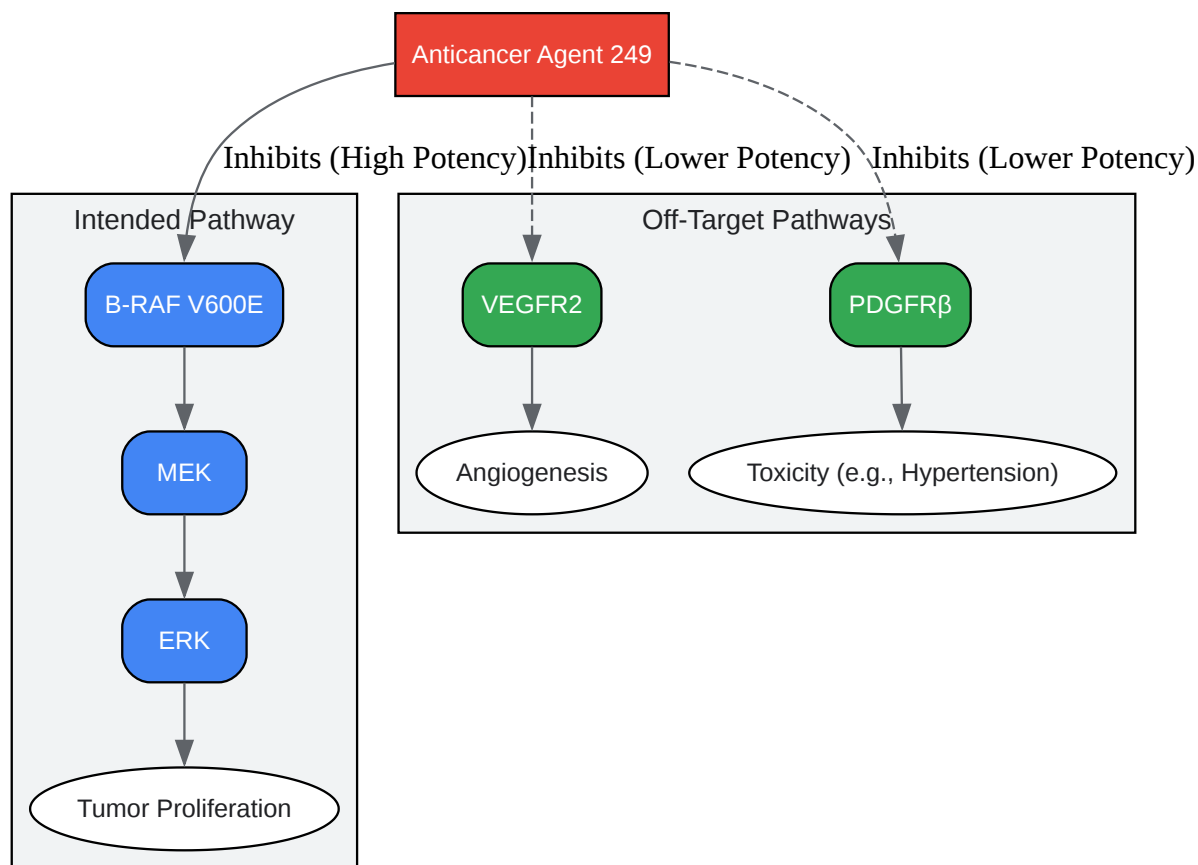 Anticancer Agent 249
Inhibits (High Potency)
Inhibits (Lower Potency)
Inhibits (Lower Potency)
Intended Pathway
Off-Target Pathways
B-RAF V600E
VEGFR2
PDGFRβ
MEK
Angiogenesis
Toxicity (e.g., Hypertension)
ERK
Tumor Proliferation